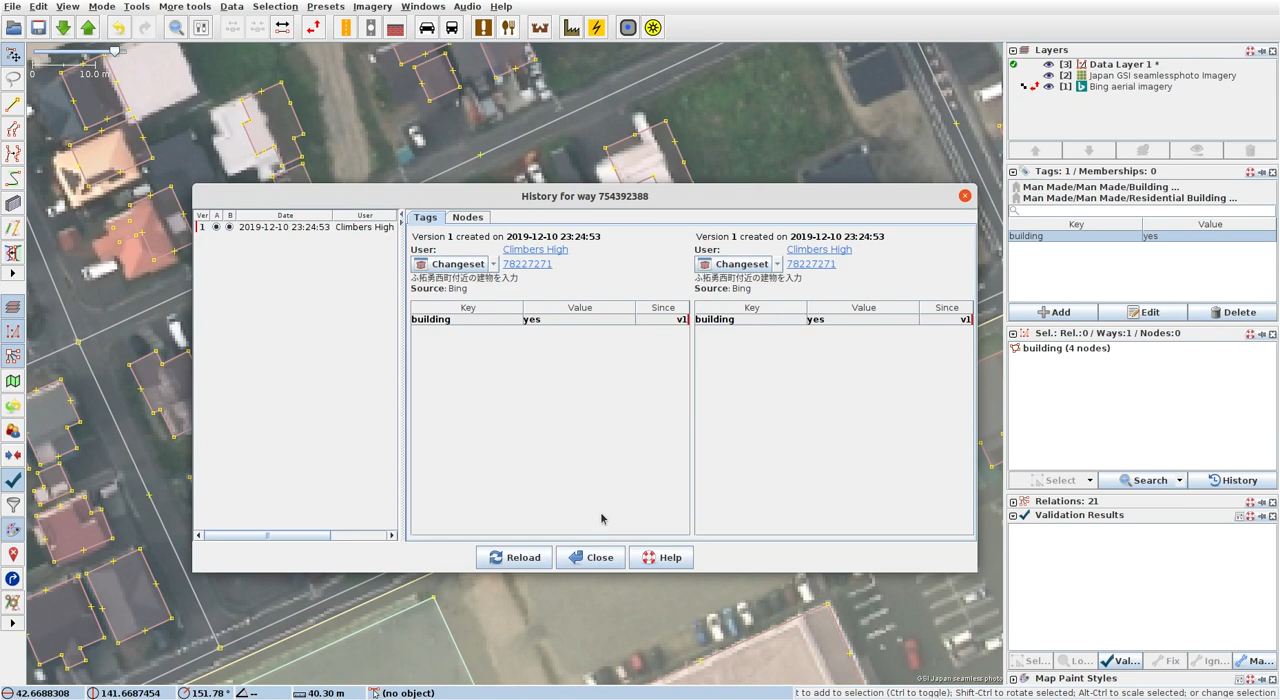 File Edit View Mode Tools More tools Data Selection Presets Imagery Windows Audio Help
0 10.0 m
Layers
[3] Data Layer 1 *
[2] Japan GSI seamlessphoto Imagery
[1] Bing aerial imagery
Tags: 1 / Memberships: 0
Man Made/Man Made/Building ...
Man Made/Residential Building ...
Key Value
building yes
Add Edit Delete
Sel.: Rel.:0 / Ways:1 / Nodes:0
building (4 nodes)
Select Search History
Relations: 21
Validation Results
Sel... Lo... Val... Fix Ign... Ma...
Map Paint Styles
History for way 754392388
Ver A B Date User
1 2019-12-10 23:24:53 Climbers High
Tags Nodes
Version 1 created on 2019-12-10 23:24:53
User: Climbers High
Changeset 78227271
ふ拓勇西町付近の建物を入力
Source: Bing
Key Value Since
building yes v1
Version 1 created on 2019-12-10 23:24:53
User: Climbers High
Changeset 78227271
ふ拓勇西町付近の建物を入力
Source: Bing
Key Value Since
building yes v1
Reload Close Help
GSI Japan seamless photo
42.6688308 141.6687454 151.78 ° -- 40.30 m (no object)
t to add to selection (Ctrl to toggle); Shift-Ctrl to rotate selected; Alt-Ctrl to scale selected; or change selection